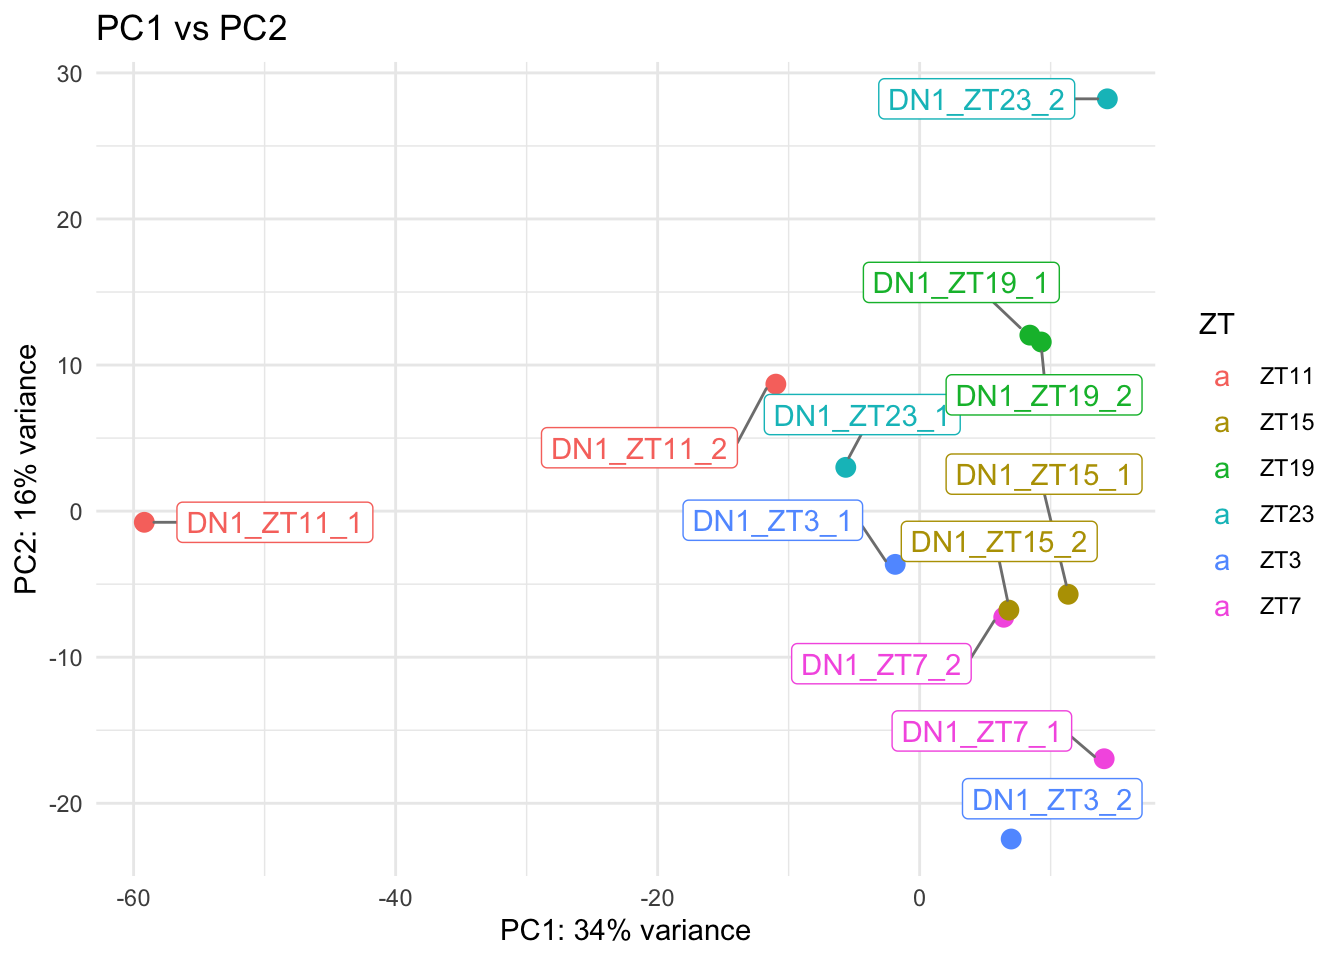 PC1 vs PC2
30
20
10
0
-10
-20
PC2: 16% variance
DN1_ZT23_2
DN1_ZT19_1
DN1_ZT19_2
DN1_ZT23_1
DN1_ZT11_2
DN1_ZT15_1
DN1_ZT11_1
DN1_ZT3_1
DN1_ZT15_2
DN1_ZT7_2
DN1_ZT7_1
DN1_ZT3_2
-60
-40
-20
0
PC1: 34% variance
ZT
a ZT11
a ZT15
a ZT19
a ZT23
a ZT3
a ZT7